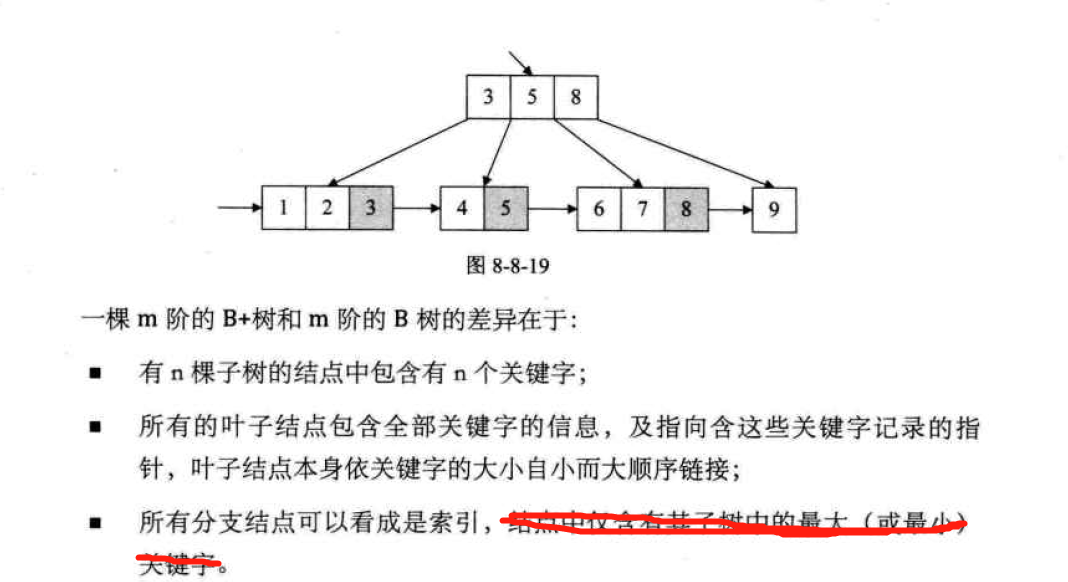 3 5 8
1 2 3 4 5 6 7 8 9
图 8-8-19
一棵 m 阶的 B+树和 m 阶的 B 树的差异在于：
■ 有 n 棵子树的结点中包含有 n 个关键字；
■ 所有的叶子结点包含全部关键字的信息，及指向含这些关键字记录的指
针，叶子结点本身依关键字的大小自小而大顺序链接；
■ 所有分支结点可以看成是索引，结点中仅含有其子树中的最大（或最小）
关键字。